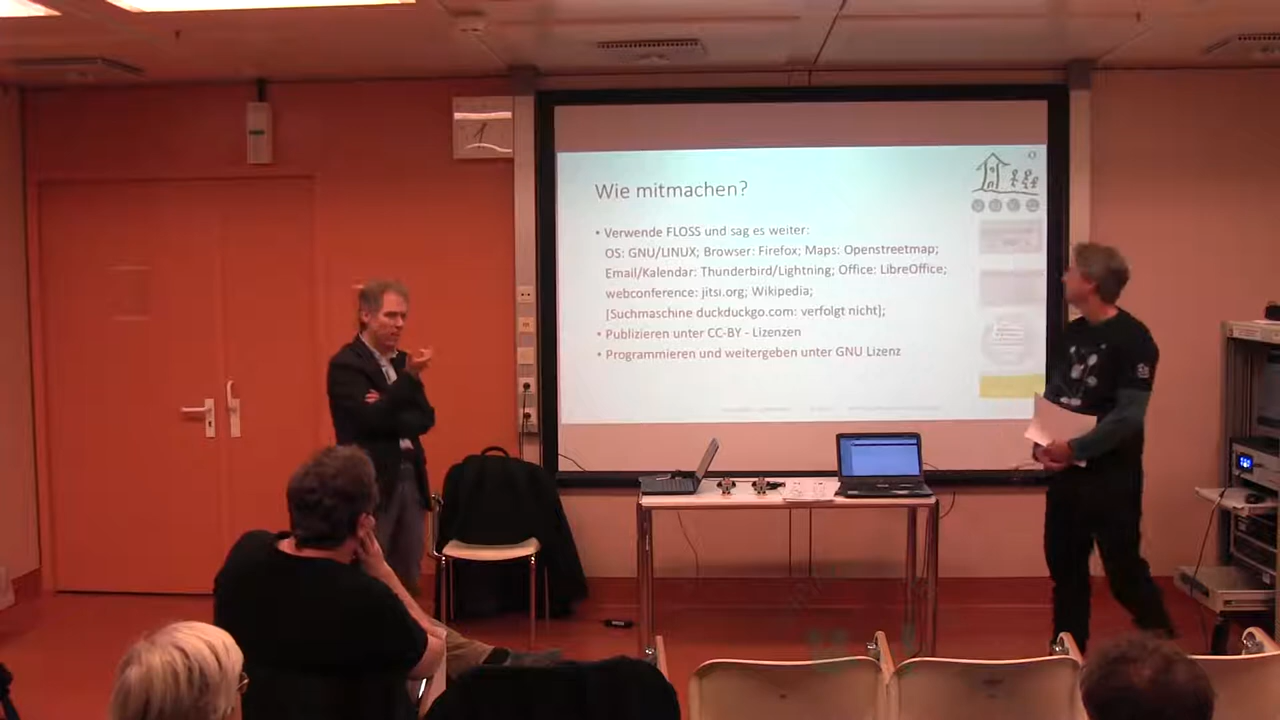 1
Wie mitmachen?
• Verwende FLOSS und sag es weiter:
OS: GNU/LINUX; Browser: Firefox; Maps: Openstreetmap;
Email/Kalendar: Thunderbird/Lightning; Office: LibreOffice;
webconference: jitsi.org; Wikipedia;
[Suchmaschine duckduckgo.com: verfolgt nicht];
• Publizieren unter CC-BY - Lizenzen
• Programmieren und weitergeben unter GNU Lizenz